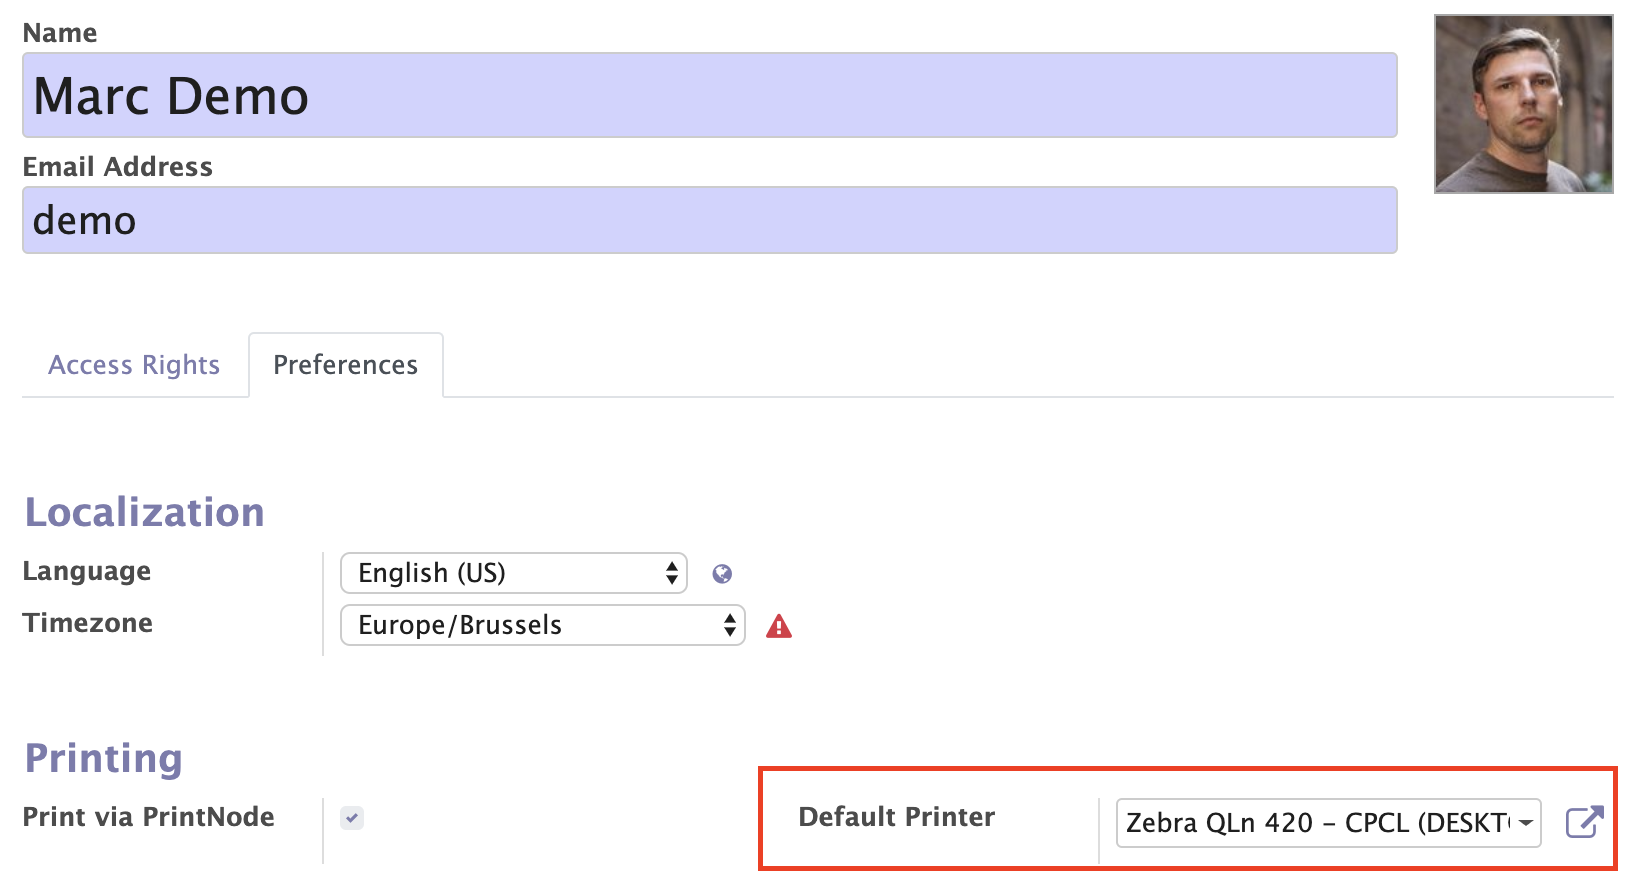 Name
Marc Demo
Email Address
demo
Access Rights
Preferences
Localization
Language
English (US)
Timezone
Europe/Brussels
Printing
Print via PrintNode
Default Printer
Zebra QLn 420 – CPCL (DESKT